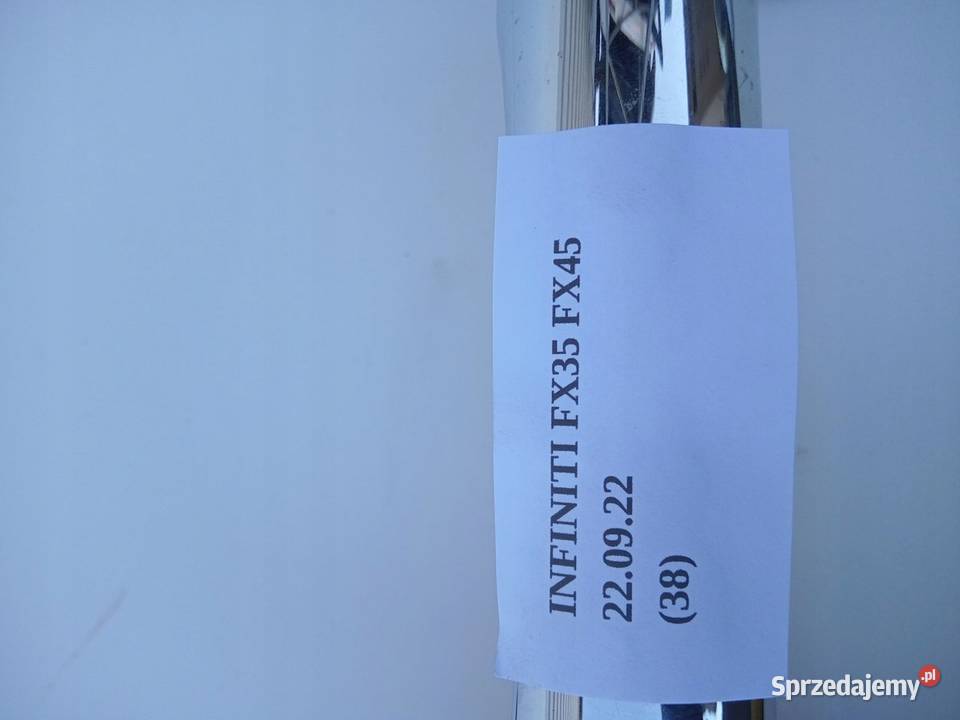 INFINITI FX35 FX45
22.09.22
(38)
Sprzedajemy.pl